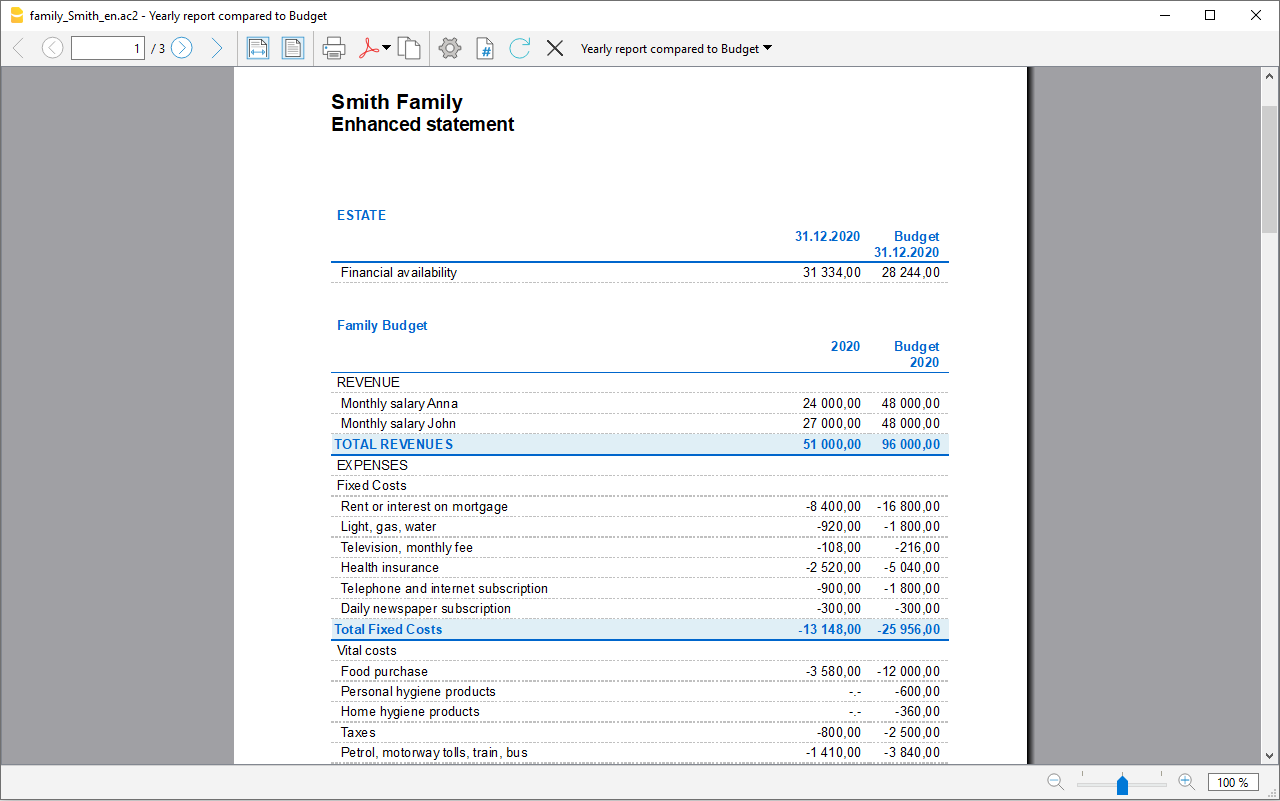 family_Smith_en.ac2 - Yearly report compared to Budget
1 / 3 Yearly report compared to Budget
Smith Family
Enhanced statement
ESTATE
31.12.2020 Budget
31.12.2020
Financial availability 31 334,00 28 244,00
Family Budget
2020 Budget
2020
REVENUE
Monthly salary Anna 24 000,00 48 000,00
Monthly salary John 27 000,00 48 000,00
TOTAL REVENUES 51 000,00 96 000,00
EXPENSES
Fixed Costs
Rent or interest on mortgage -8 400,00 -16 800,00
Light, gas, water -920,00 -1 800,00
Television, monthly fee -108,00 -216,00
Health insurance -2 520,00 -5 040,00
Telephone and internet subscription -900,00 -1 800,00
Daily newspaper subscription -300,00 -300,00
Total Fixed Costs -13 148,00 -25 956,00
Vital costs
Food purchase -3 580,00 -12 000,00
Personal hygiene products -.- -600,00
Home hygiene products -.- -360,00
Taxes -800,00 -2 500,00
Petrol, motorway tolls, train, bus -1 410,00 -3 840,00
100 %